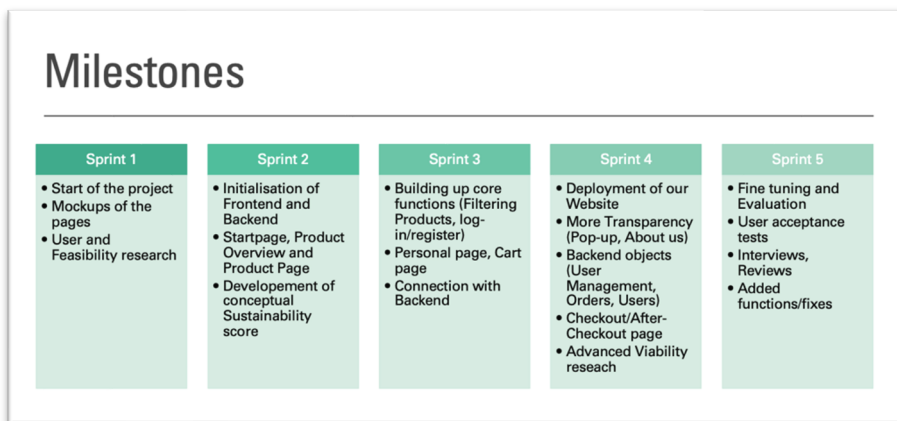 Milestones
Sprint 1
• Start of the project
• Mockups of the
pages
• User and
Feasibility research
Sprint 2
• Initialisation of
Frontend and
Backend
• Startpage, Product
Overview and
Product Page
• Developement of
conceptual
Sustainability
score
Sprint 3
• Building up core
functions (Filtering
Products, log-
in/register)
• Personal page, Cart
page
• Connection with
Backend
Sprint 4
• Deployment of our
Website
• More Transparency
(Pop-up, About us)
• Backend objects
(User
Management,
Orders, Users)
• Checkout/After-
Checkout page
• Advanced Viability
reseach
Sprint 5
• Fine tuning and
Evaluation
• User acceptance
tests
• Interviews,
Reviews
• Added
functions/fixes